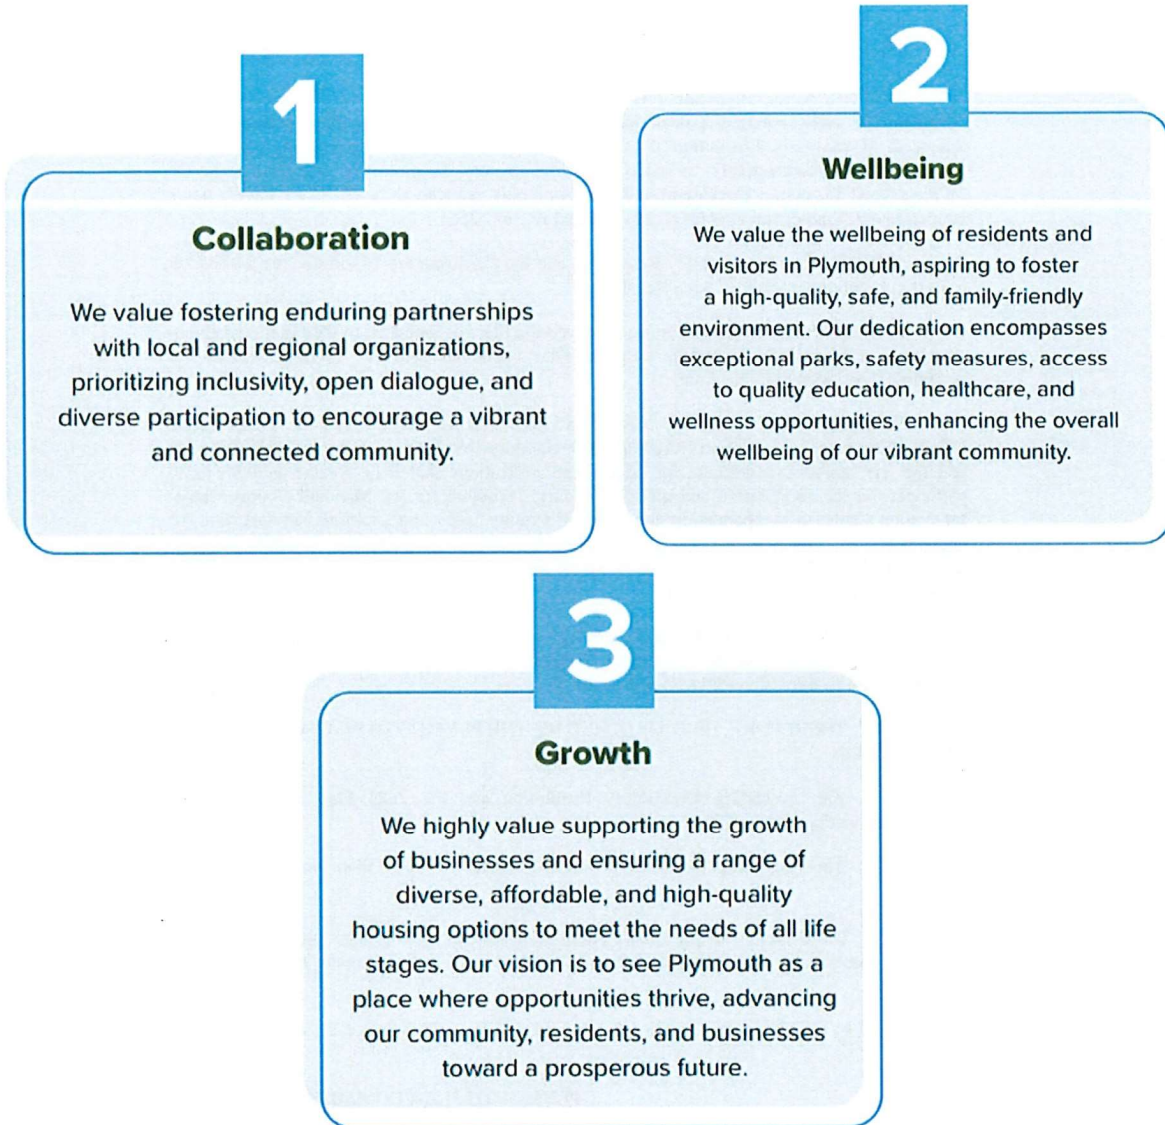 1
Collaboration
We value fostering enduring partnerships
with local and regional organizations,
prioritizing inclusivity, open dialogue, and
diverse participation to encourage a vibrant
and connected community.
2
Wellbeing
We value the wellbeing of residents and
visitors in Plymouth, aspiring to foster
a high-quality, safe, and family-friendly
environment. Our dedication encompasses
exceptional parks, safety measures, access
to quality education, healthcare, and
wellness opportunities, enhancing the overall
wellbeing of our vibrant community.
3
Growth
We highly value supporting the growth
of businesses and ensuring a range of
diverse, affordable, and high-quality
housing options to meet the needs of all life
stages. Our vision is to see Plymouth as a
place where opportunities thrive, advancing
our community, residents, and businesses
toward a prosperous future.